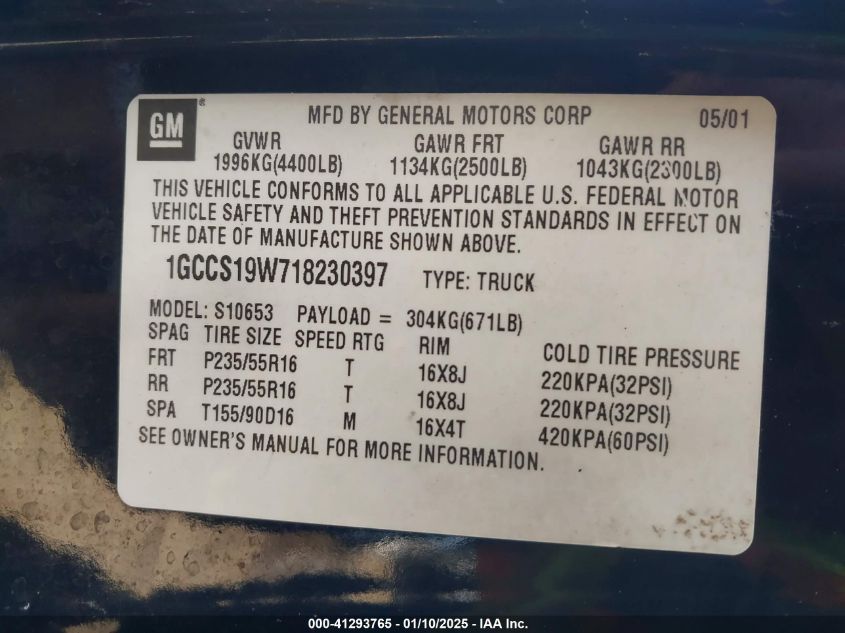 GM®
MFD BY GENERAL MOTORS CORP 05/01
GVWR GAWR FRT GAWR RR
1996KG(4400LB) 1134KG(2500LB) 1043KG(2300LB)
THIS VEHICLE CONFORMS TO ALL APPLICABLE U.S. FEDERAL MOTOR
VEHICLE SAFETY AND THEFT PREVENTION STANDARDS IN EFFECT ON
THE DATE OF MANUFACTURE SHOWN ABOVE.
1GCCS19W718230397 TYPE: TRUCK
MODEL: S10653 PAYLOAD = 304KG(671LB)
SPAG TIRE SIZE SPEED RTG RIM COLD TIRE PRESSURE
FRT P235/55R16 T 16X8J 220KPA(32PSI)
RR P235/55R16 T 16X8J 220KPA(32PSI)
SPA T155/90D16 M 16X4T 420KPA(60PSI)
SEE OWNER'S MANUAL FOR MORE INFORMATION.
000-41293765 - 01/10/2025 - IAA Inc.